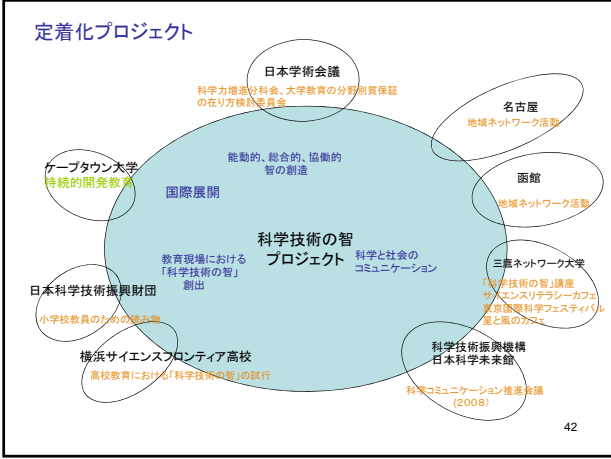 定着化プロジェクト
日本学術会議
科学力増進分科会、大学教育の分野別質保証
の在り方検討委員会
名古屋
地域ネットワーク活動
能動的、総合的、協働的
智の創造
ケープタウン大学
持続的開発教育
国際展開
函館
地域ネットワーク活動
科学技術の智
プロジェクト
教育現場における
「科学技術の智」
創出
科学と社会の
コミュニケーション
三鷹ネットワーク大学
「科学技術の智」講座
サイエンスリテラシーカフェ
東京国際科学フェスティバル
星と風のカフェ
日本科学技術振興財団
小学校教員のための読み物
横浜サイエンスフロンティア高校
高校教育における「科学技術の智」の試行
科学技術振興機構
日本科学未来館
科学コミュニケーション推進会議
(2008)
42